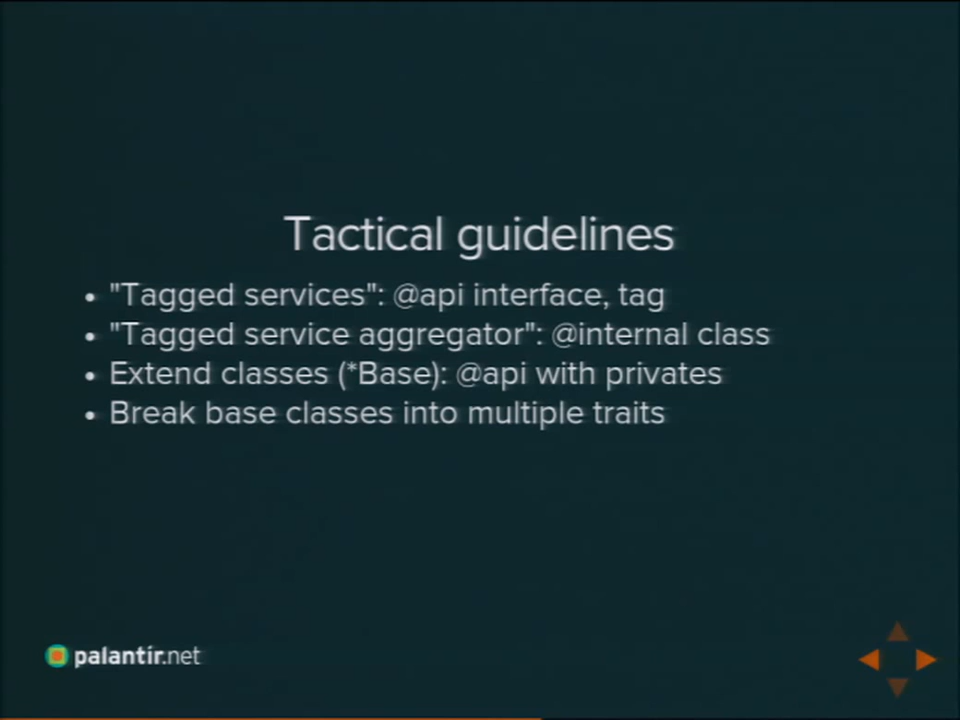 Tactical guidelines
• "Tagged services": @api interface, tag
• "Tagged service aggregator": @internal class
• Extend classes (*Base): @api with privates
• Break base classes into multiple traits
palantír.net